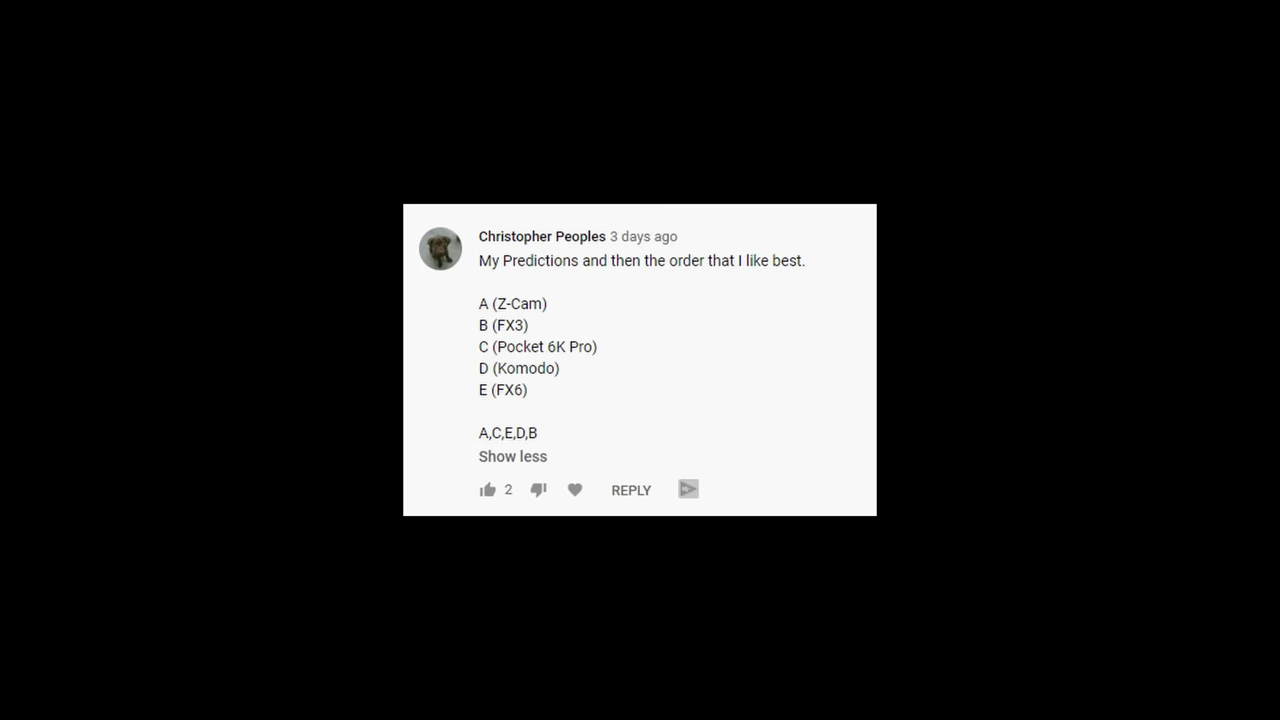 Christopher Peoples 3 days ago
My Predictions and then the order that I like best.
A (Z-Cam)
B (FX3)
C (Pocket 6K Pro)
D (Komodo)
E (FX6)
A,C,E,D,B
Show less
2 REPLY